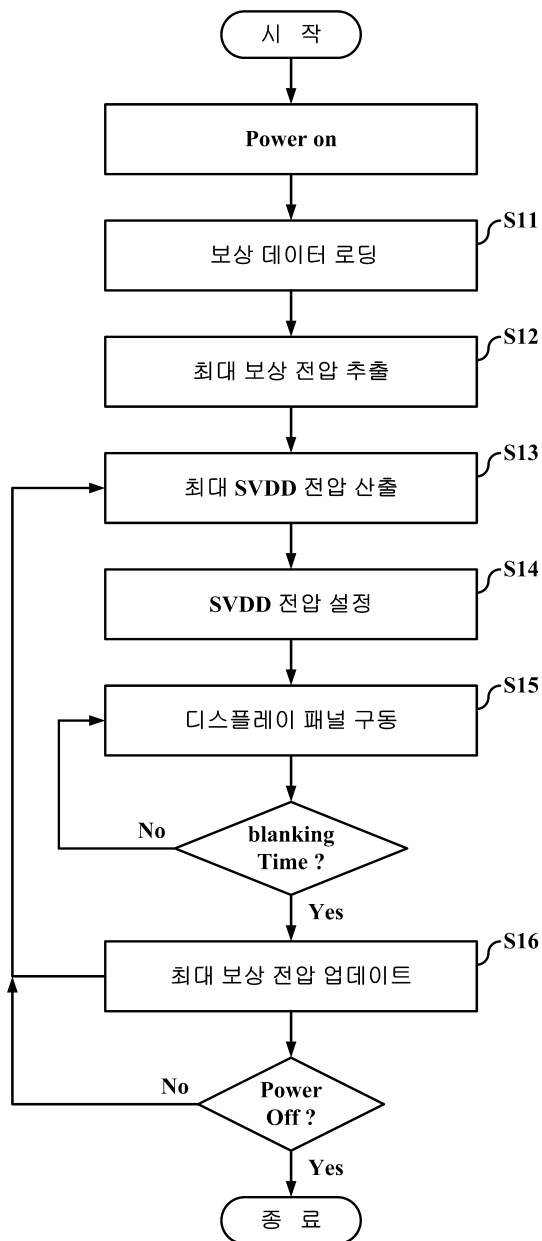 시 작
Power on
S11
보상 데이터 로딩
S12
최대 보상 전압 추출
S13
최대 SVDD 전압 산출
S14
SVDD 전압 설정
S15
디스플레이 패널 구동
No
blanking
Time ?
Yes
S16
최대 보상 전압 업데이트
No
Power
Off ?
Yes
종 료